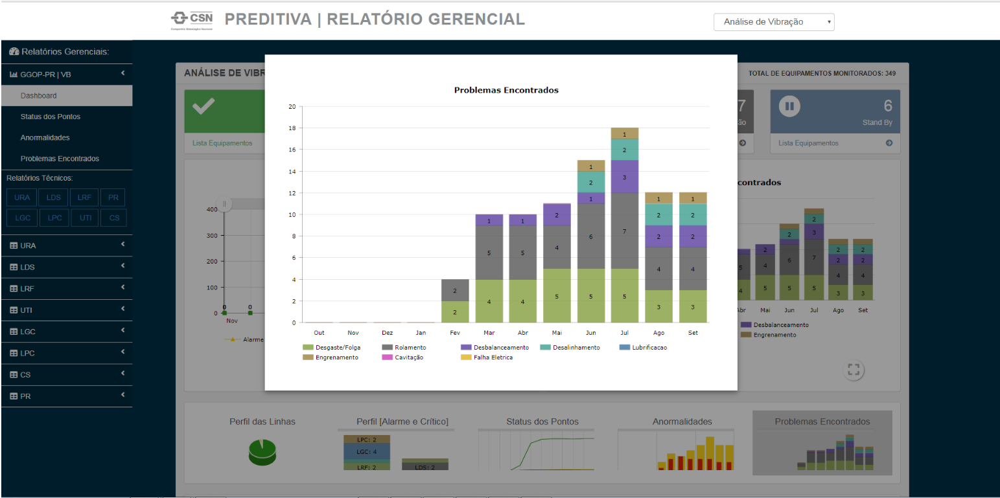 CSN
PREDITIVA | RELATÓRIO GERENCIAL
Análise de Vibração
Relatórios Gerenciais:
GGOP-PR | VB
Dashboard
Status dos Pontos
Anormalidades
Problemas Encontrados
Relatórios Técnicos:
URA LDS LRF PR
LGC LPC UTI CS
URA
LDS
LRF
UTI
LGC
LPC
CS
PR
ANÁLISE DE VIBR
TOTAL DE EQUIPAMENTOS MONITORADOS: 349
Lista Equipamentos
7
ão
6
Stand By
Lista Equipamentos
400
300
200
100
0
0 0
Nov
Alarme
Problemas Encontrados
20
18
16
14
12
10
8
6
4
2
0
2 2
4 5 1
4 5 1
5 4 2
5 6 1 2 1
5 7 3 2 1
3 4 2 2 1
3 4 2 2 1
Out Nov Dez Jan Fev Mar Abr Mai Jun Jul Ago Set
Desgaste/Folga Rolamento Desbalanceamento Desalinhamento Lubrificacao
Engrenamento Cavitação Falha Eletrica
contrados
4 5
5 4 2
5 6 2
5 7 3 2
3 4 2 2
3 4 2 2
Abr Mai Jun Jul Ago Set
Desbalanceamento
Engrenamento
Perfil das Linhas
Perfil [Alarme e Crítico]
LPC: 2
LGC: 4
LRF: 2 LDS: 2
Status dos Pontos
Anormalidades
Problemas Encontrados